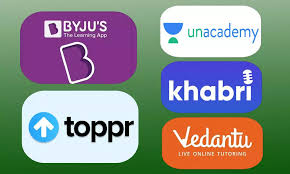 BYJU'S
The Learning App
B
unacademy
khabri
toppr
Vedantu
LIVE ONLINE TUTORING